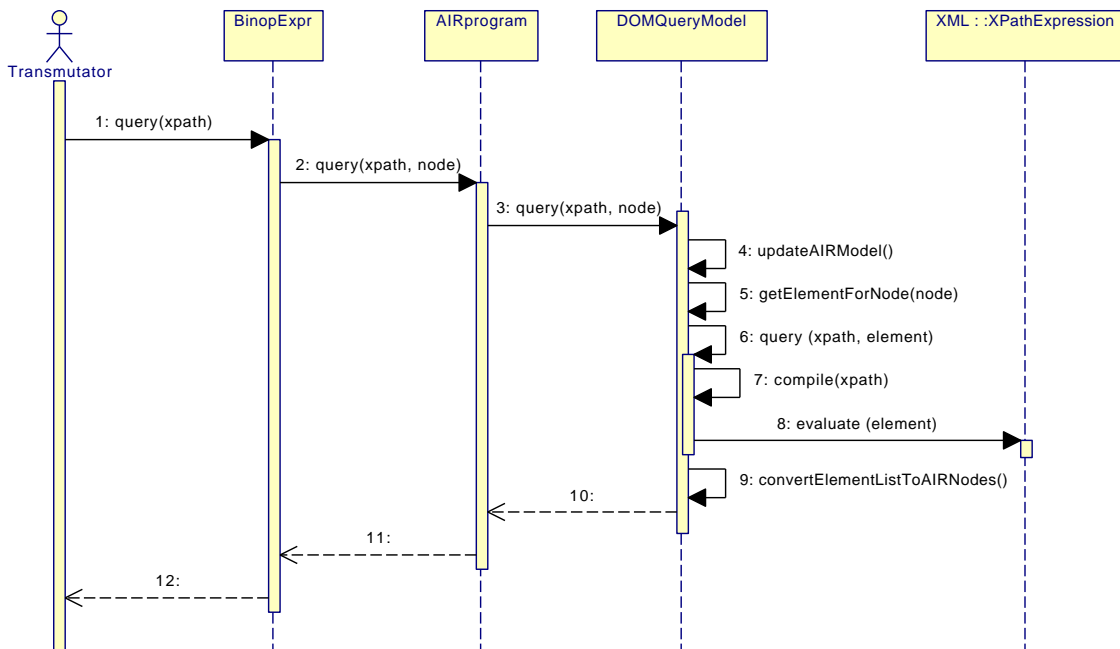 BinopExpr
AIRprogram
DOMQueryModel
XML : :XPathExpression
Transmutator
1: query(xpath)
2: query(xpath, node)
3: query(xpath, node)
4: updateAIRModel()
5: getElementForNode(node)
6: query (xpath, element)
7: compile(xpath)
8: evaluate (element)
9: convertElementListToAIRNodes()
10:
11:
12: